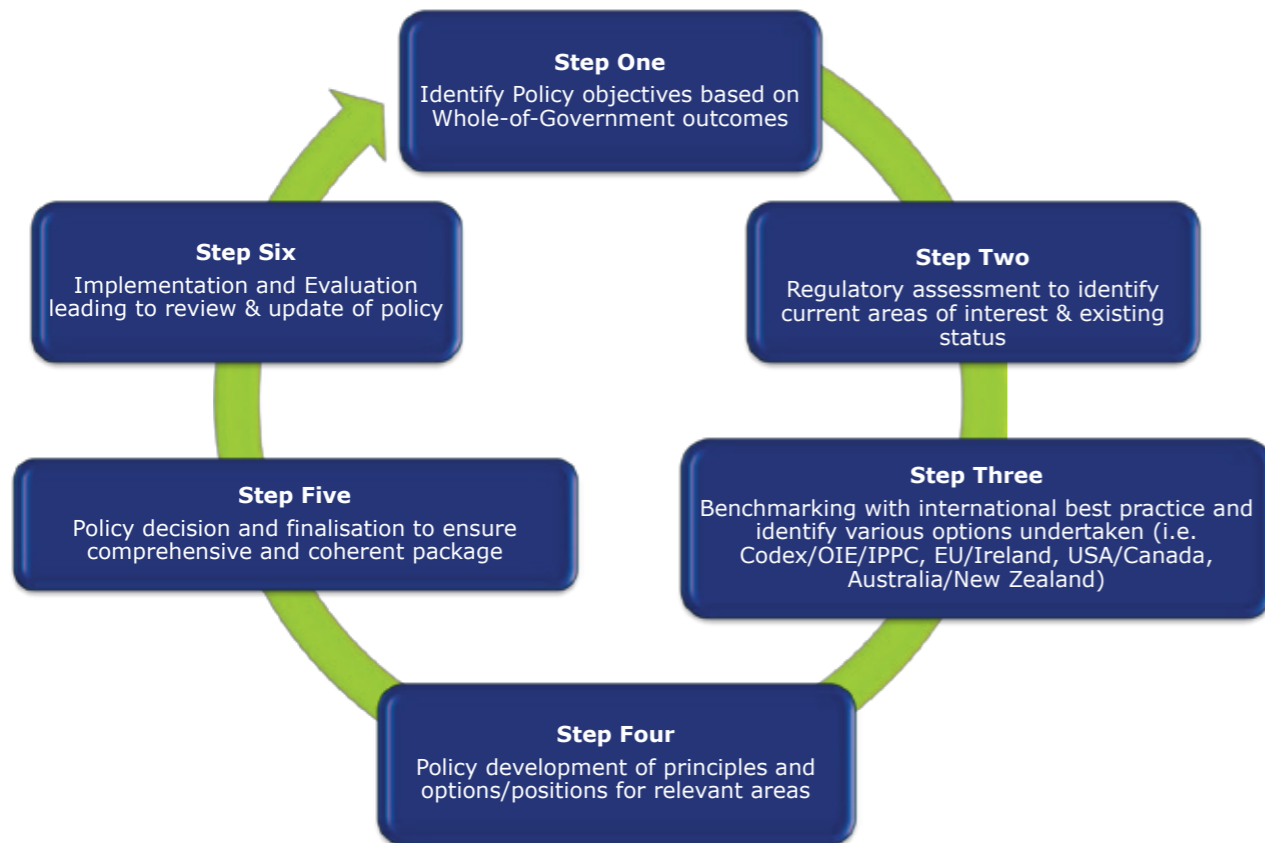 Step One
Identify Policy objectives based on
Whole-of-Government outcomes
Step Two
Regulatory assessment to identify
current areas of interest & existing
status
Step Three
Benchmarking with international best practice and
identify various options undertaken (i.e.
Codex/OIE/IPPC, EU/Ireland, USA/Canada,
Australia/New Zealand)
Step Four
Policy development of principles and
options/positions for relevant areas
Step Five
Policy decision and finalisation to ensure
comprehensive and coherent package
Step Six
Implementation and Evaluation
leading to review & update of policy